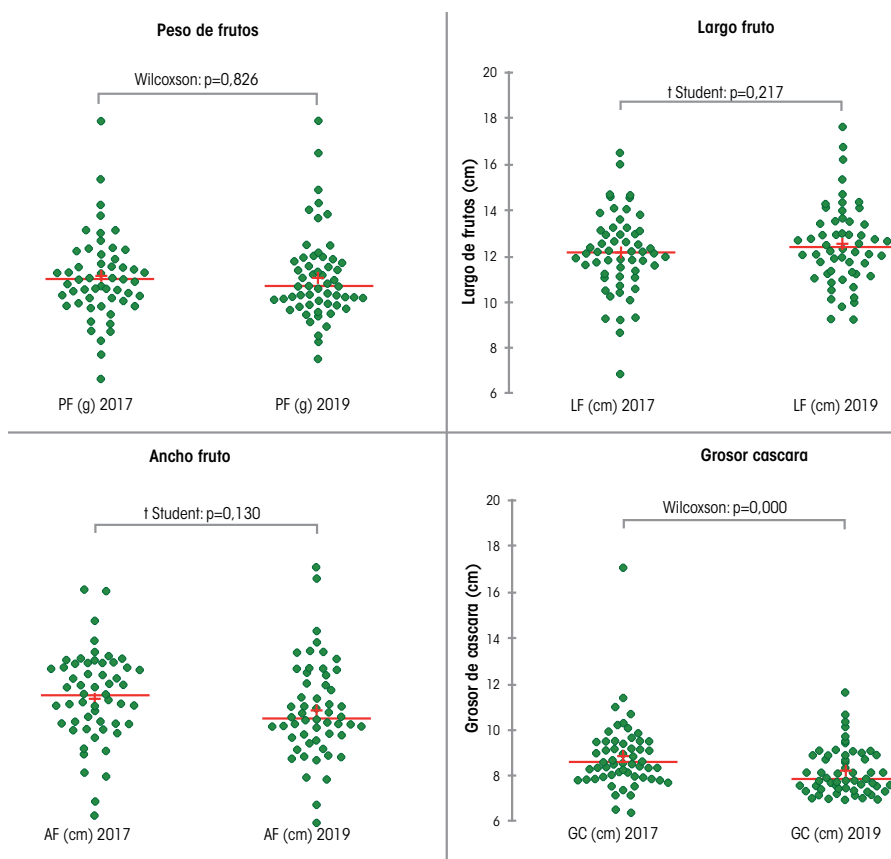 Peso de frutos
Wilcoxson: p=0,826
PF (g) 2017
PF (g) 2019
Largo fruto
t Student: p=0,217
Largo de frutos (cm)
20
18
16
14
12
10
8
6
LF (cm) 2017
LF (cm) 2019
Ancho fruto
t Student: p=0,130
AF (cm) 2017
AF (cm) 2019
Grosor cascara
Wilcoxson: p=0,000
Grosor de cascara (cm)
20
18
16
14
12
10
8
6
GC (cm) 2017
GC (cm) 2019